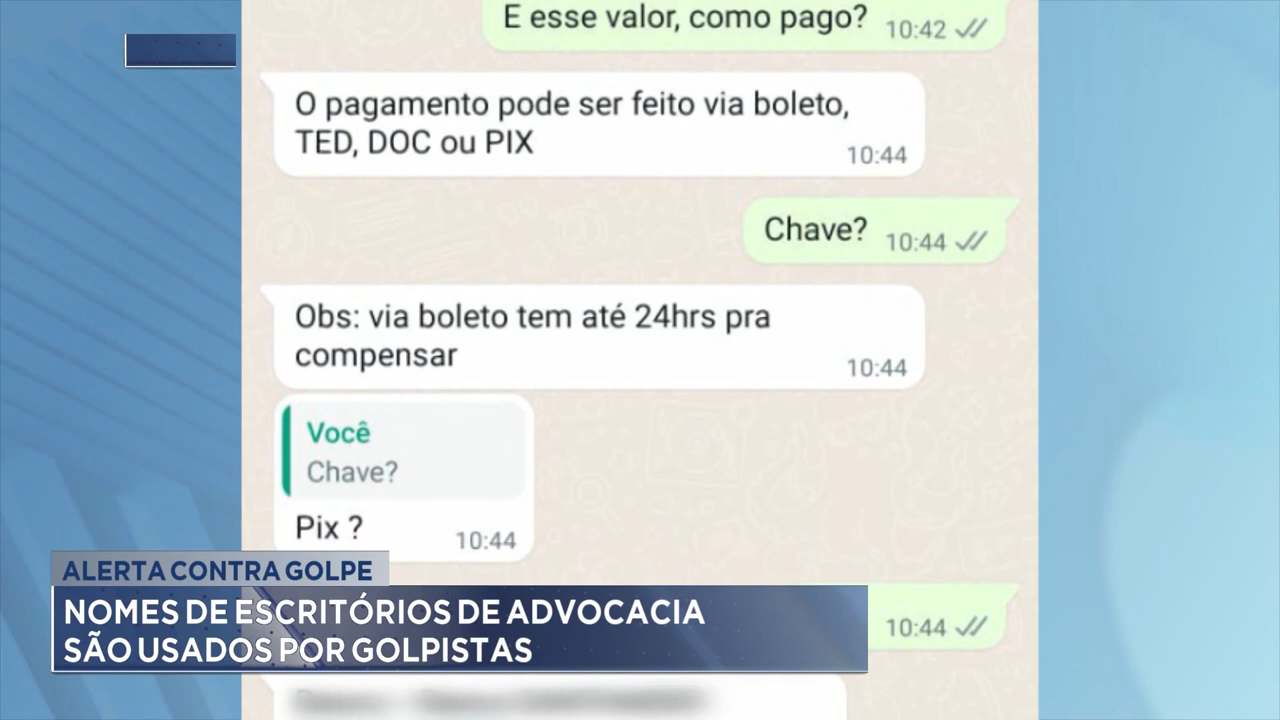 E esse valor, como pago?
10:42
O pagamento pode ser feito via boleto,
TED, DOC ou PIX
10:44
Chave?
10:44
Obs: via boleto tem até 24hrs pra
compensar
10:44
Você
Chave?
Pix ?
10:44
ALERTA CONTRA GOLPE
NOMES DE ESCRITÓRIOS DE ADVOCACIA
SÃO USADOS POR GOLPISTAS
10:44